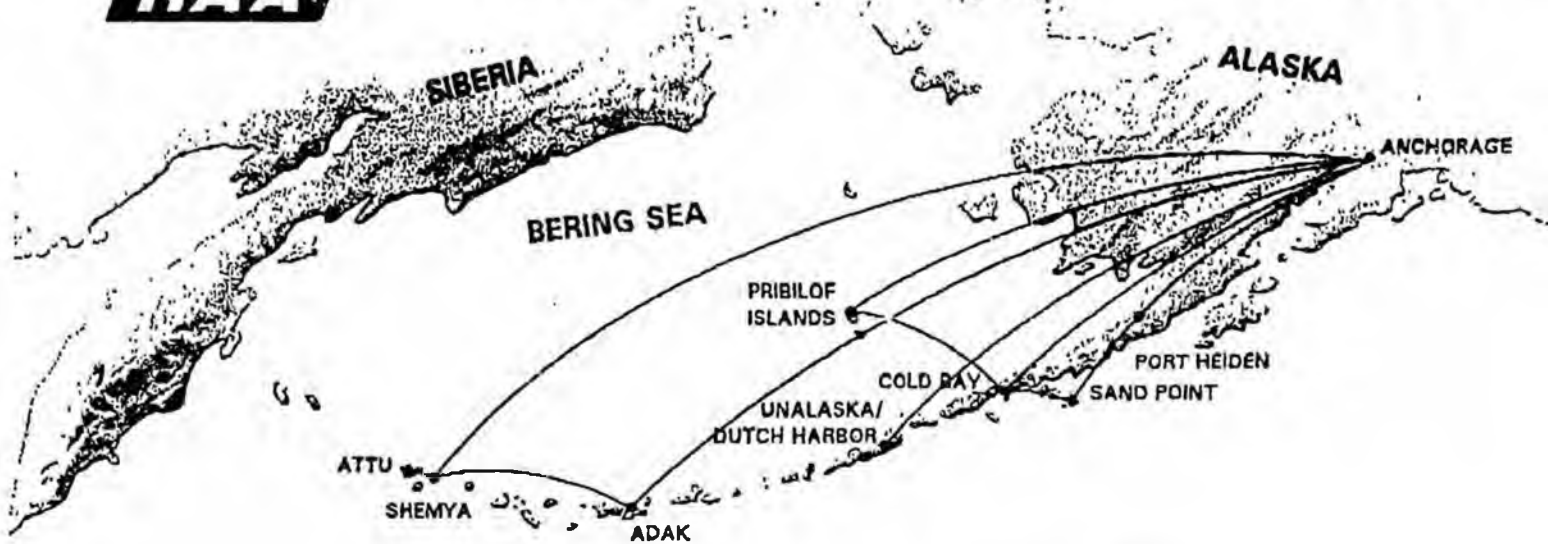 SIBERIA
ALASKA
ANCHORAGE
BERING SEA
PRIBILOF
ISLANDS
PORT HEIDEN
COLD BAY
SAND POINT
UNALASKA/
DUTCH HARBOR
ATTU
SHEMYA
ADAK